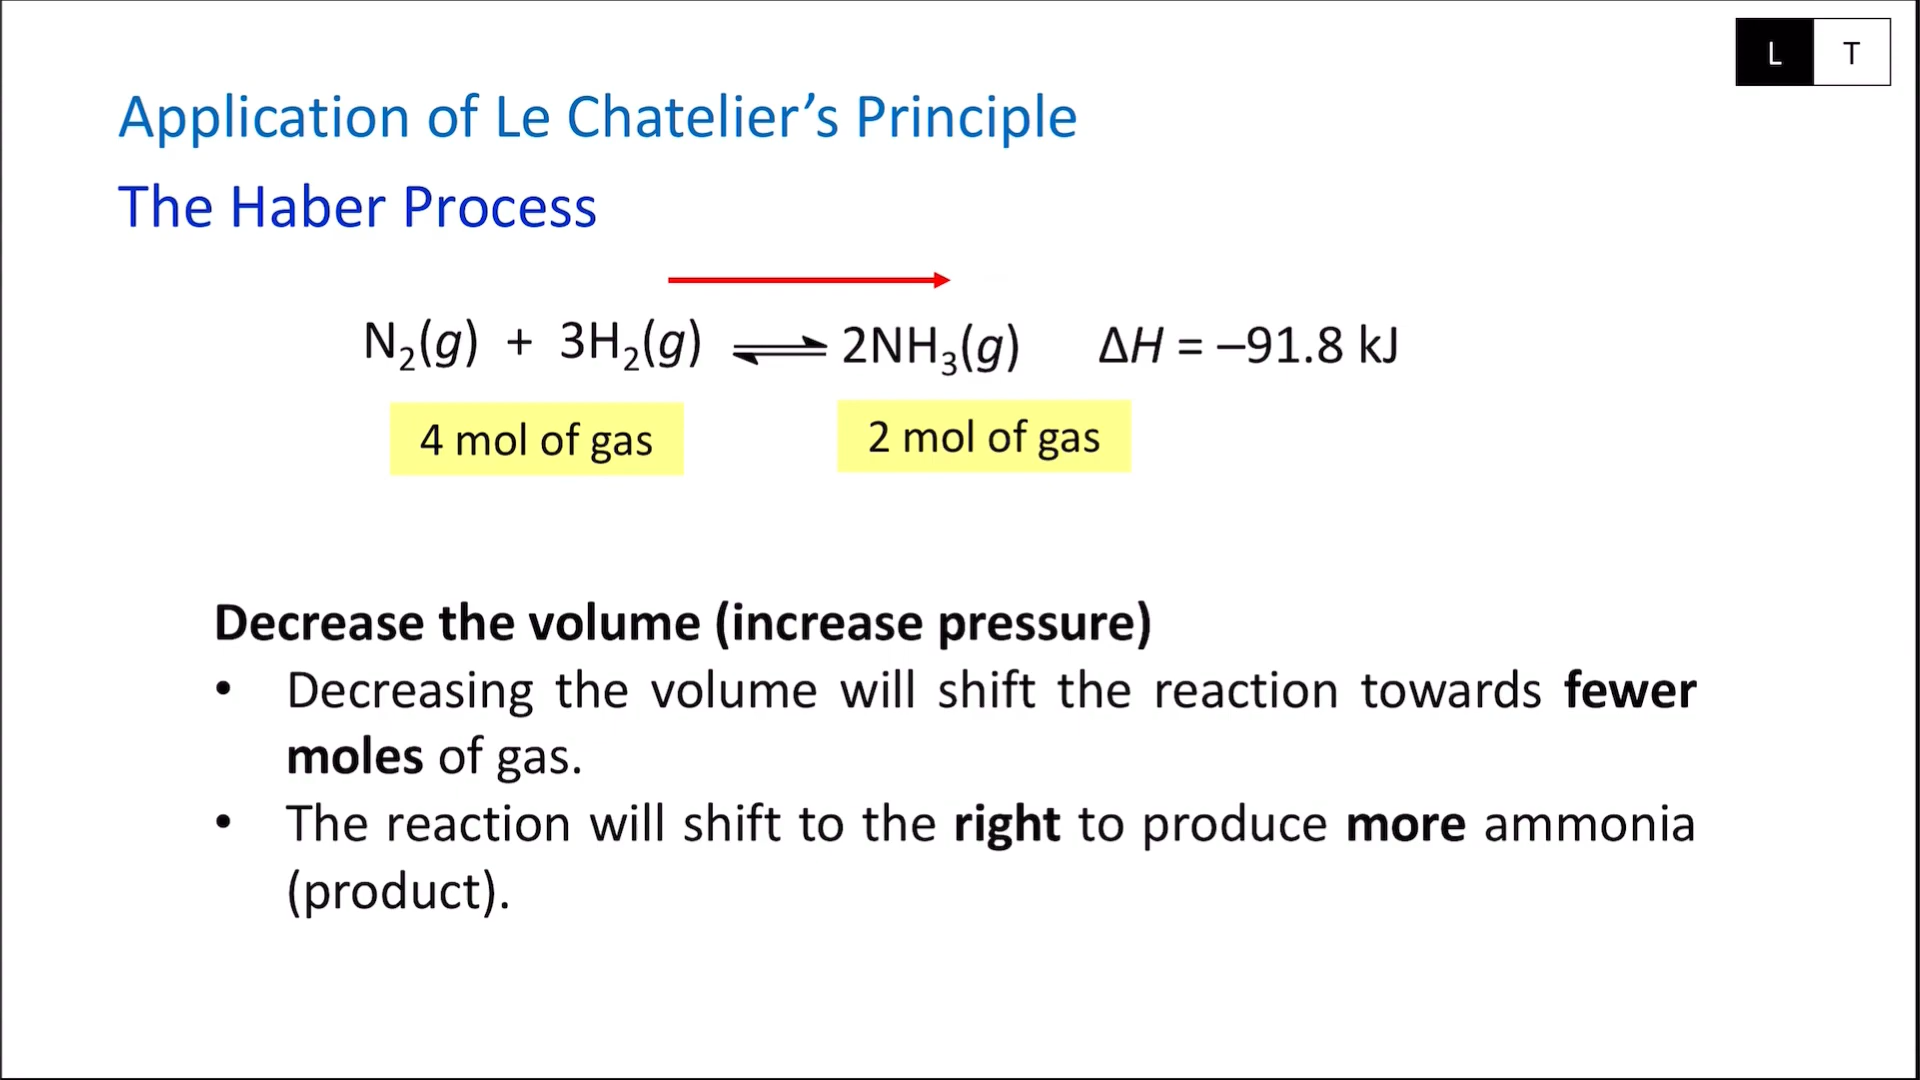 L T
Application of Le Chatelier’s Principle
The Haber Process
N₂(g) + 3H₂(g) ⇌ 2NH₃(g) ΔH = –91.8 kJ
4 mol of gas 2 mol of gas
Decrease the volume (increase pressure)
• Decreasing the volume will shift the reaction towards fewer
moles of gas.
• The reaction will shift to the right to produce more ammonia
(product).